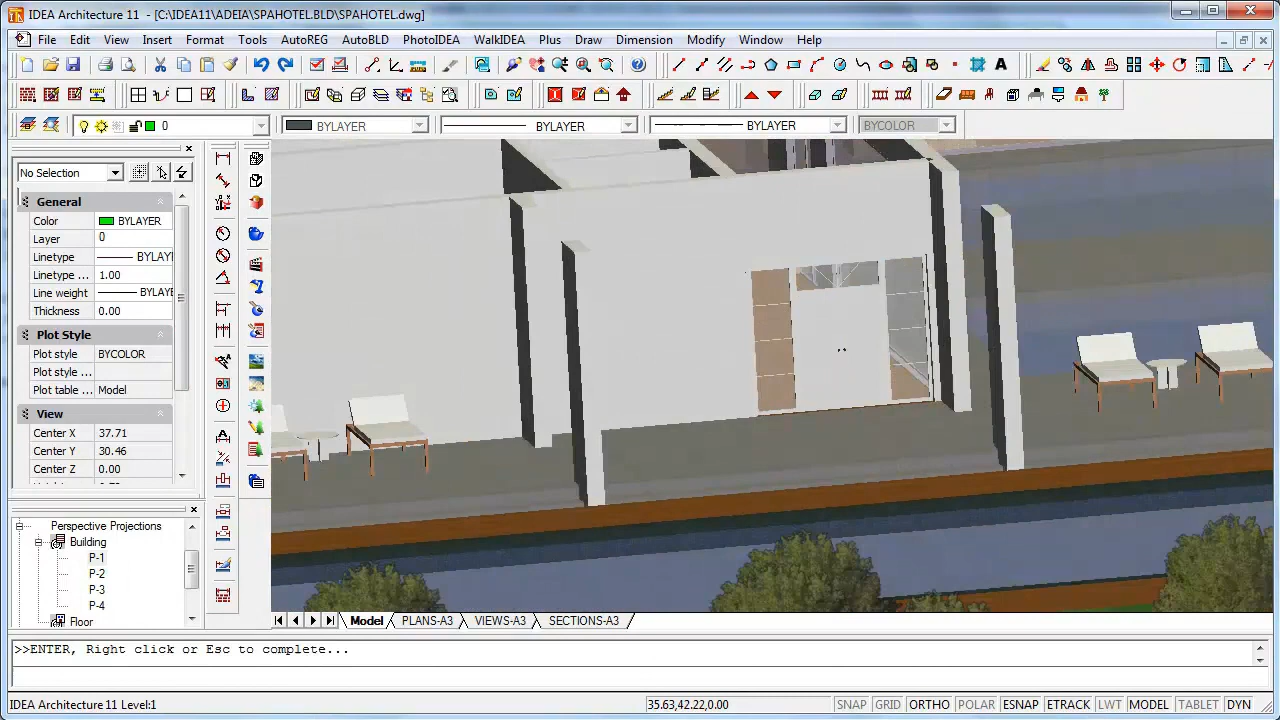 IDEA Architecture 11 - [C:\IDEA11\ADEIA\SPAHOTEL.BLD\SPAHOTEL.dwg]
File Edit View Insert Format Tools AutoREG AutoBLD PhotoIDEA WalkIDEA Plus Draw Dimension Modify Window Help
0 BYLAYER BYLAYER BYLAYER BYCOLOR
No Selection
General
Color BYLAYER
Layer 0
Linetype BYLAY
Linetype ... 1.00
Line weight BYLAYE
Thickness 0.00
Plot Style
Plot style BYCOLOR
Plot style ...
Plot table ... Model
View
Center X 37.71
Center Y 30.46
Center Z 0.00
Perspective Projections
Building
P-1
P-2
P-3
P-4
Floor
Model PLANS-A3 VIEWS-A3 SECTIONS-A3
>>ENTER, Right click or Esc to complete...
IDEA Architecture 11 Level:1 35.63,42.22,0.00 SNAP GRID ORTHO POLAR ESNAP ETRACK LWT MODEL TABLET DYN